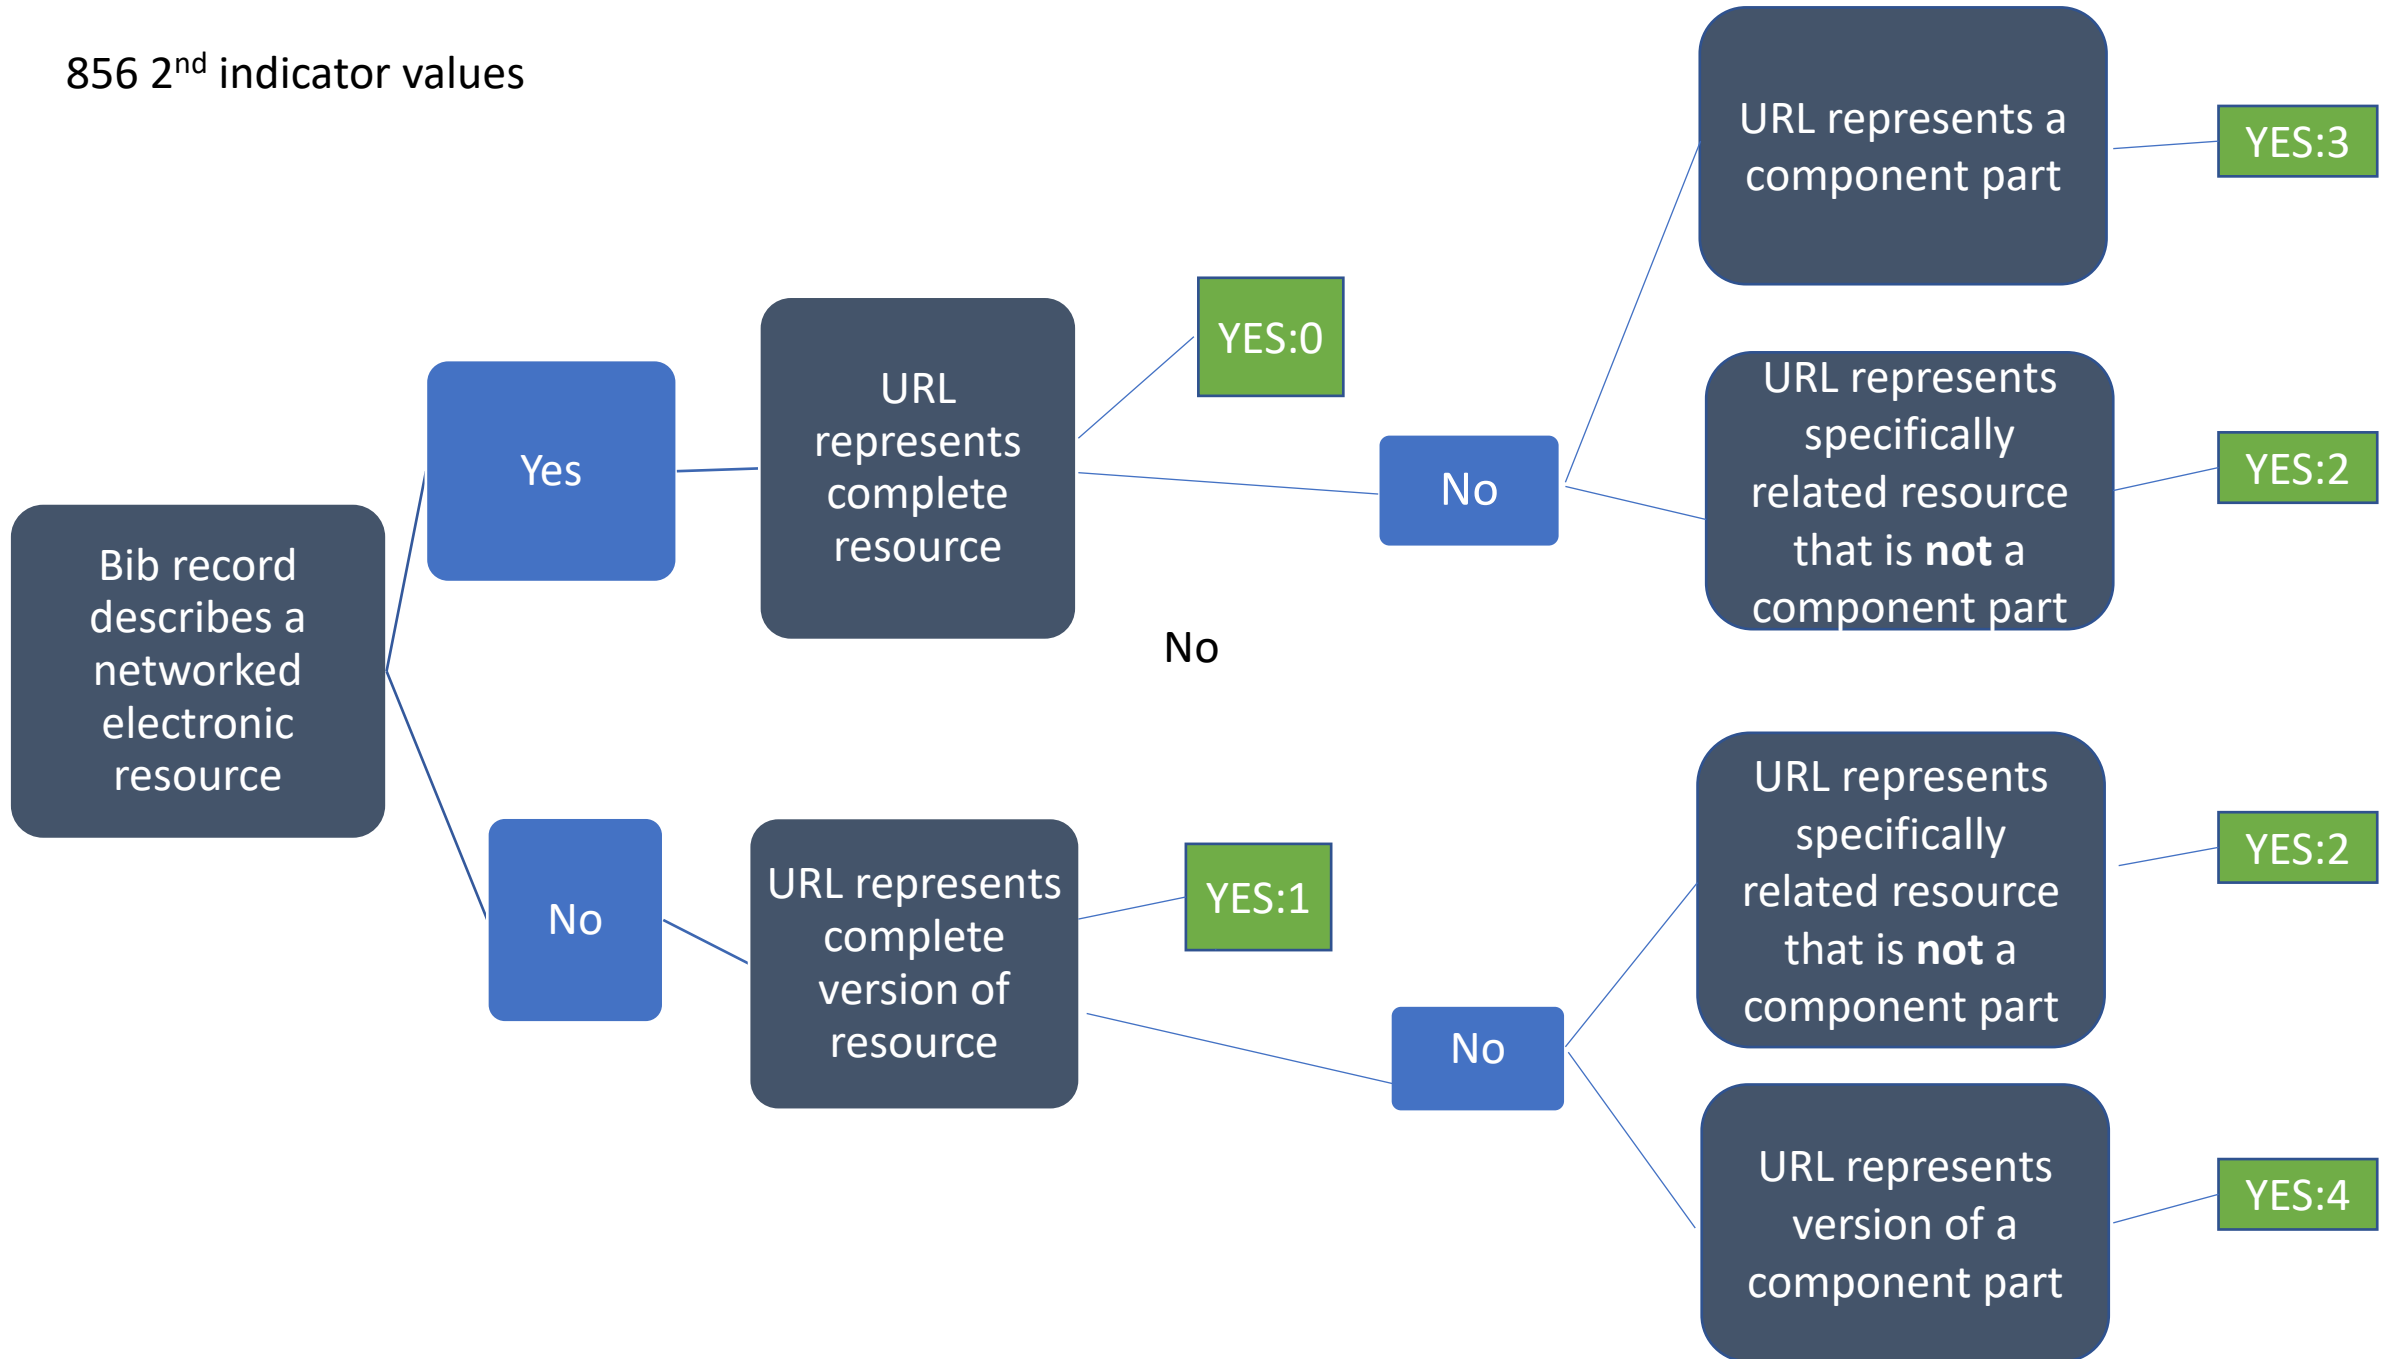 856 2nd indicator values
Bib record
describes a
networked
electronic
resource
Yes
URL
represents
complete
resource
YES:0
No
URL represents a
component part
YES:3
URL represents
specifically
related resource
that is not a
component part
YES:2
No
No
URL represents
complete
version of
resource
YES:1
No
URL represents
specifically
related resource
that is not a
component part
YES:2
URL represents
version of a
component part
YES:4